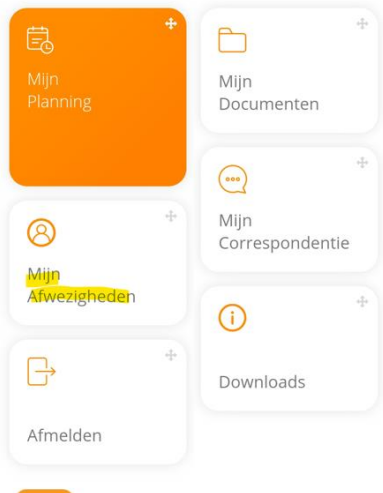 Mijn
Planning
Mijn
Documenten
Mijn
Correspondentie
Mijn
Afwezigheden
Downloads
Afmelden